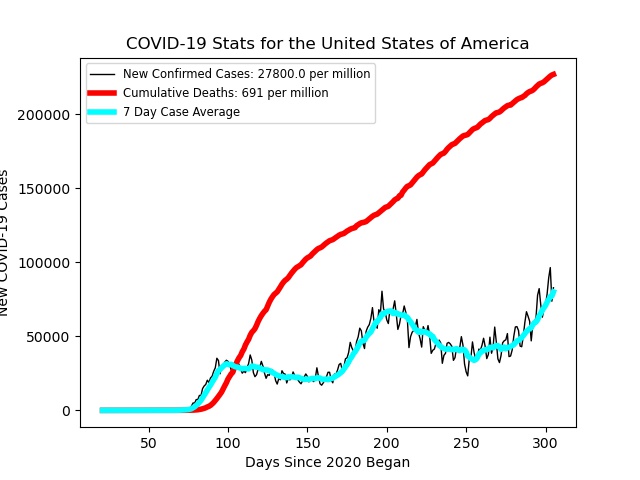 COVID-19 Stats for the United States of America
New Confirmed Cases: 27800.0 per million
Cumulative Deaths: 691 per million
7 Day Case Average
New COVID-19 Cases
200000
150000
100000
50000
0
50 100 150 200 250 300
Days Since 2020 Began